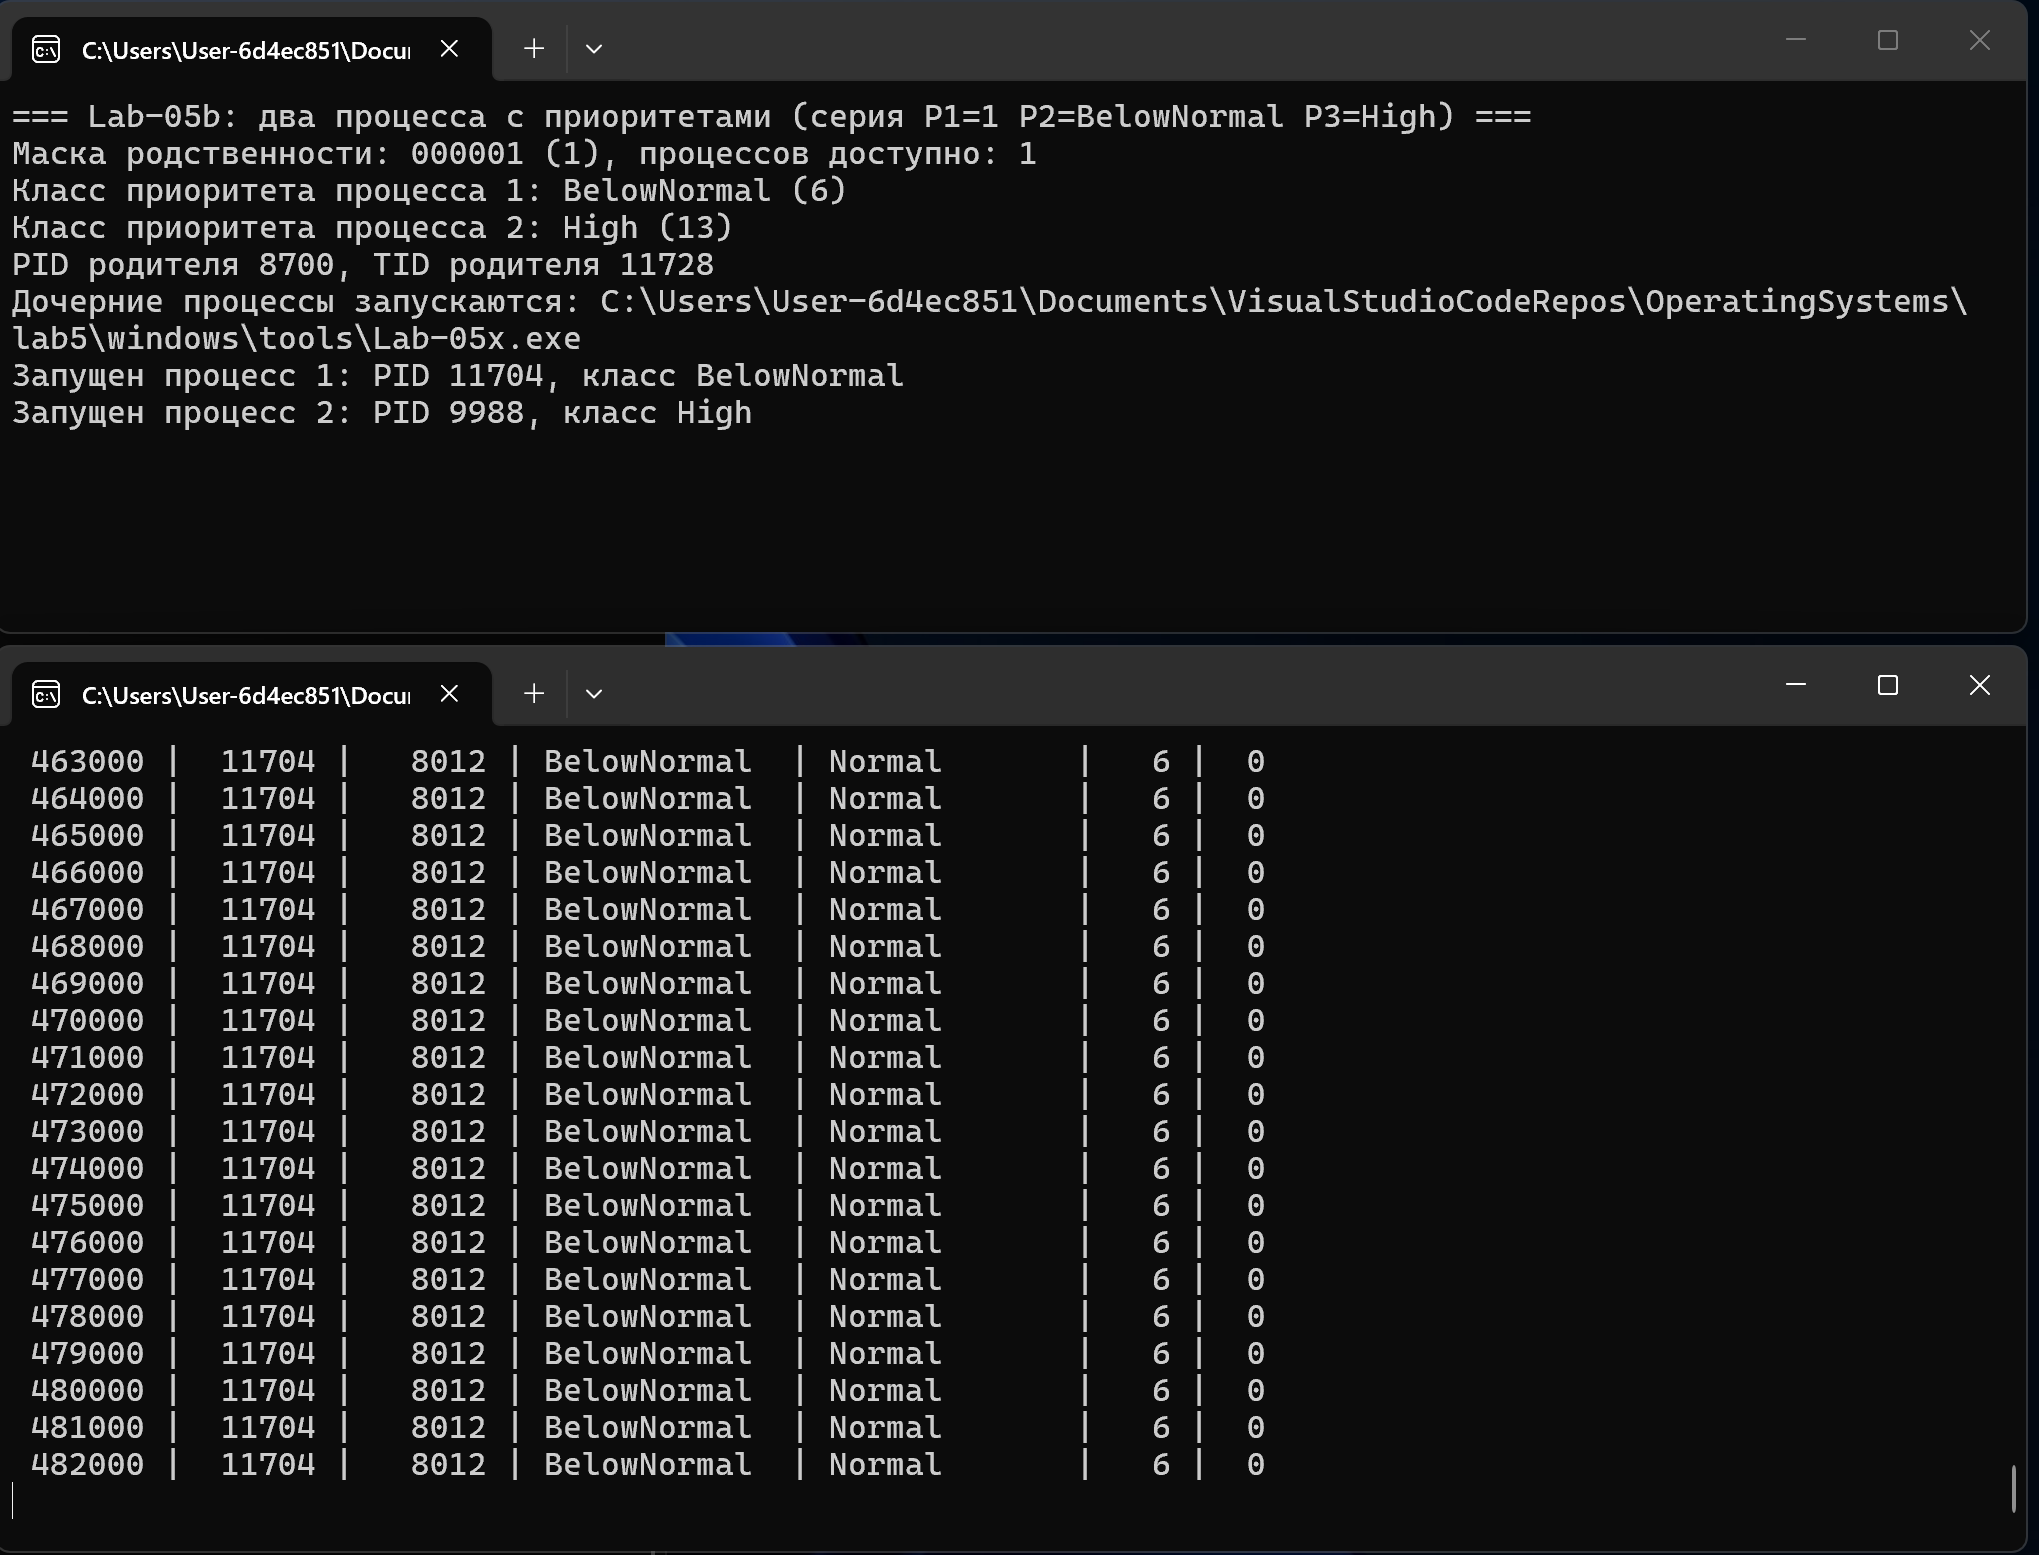 C:\Users\User-6d4ec851\Docu
=== Lab-05b: два процесса с приоритетами (серия P1=1 P2=BelowNormal P3=High) ===
Маска родственности: 000001 (1), процессов доступно: 1
Класс приоритета процесса 1: BelowNormal (6)
Класс приоритета процесса 2: High (13)
PID родителя 8700, TID родителя 11728
Дочерние процессы запускаются: C:\Users\User-6d4ec851\Documents\VisualStudioCodeRepos\OperatingSystems\
lab5\windows\tools\Lab-05x.exe
Запущен процесс 1: PID 11704, класс BelowNormal
Запущен процесс 2: PID 9988, класс High
C:\Users\User-6d4ec851\Docu
463000 | 11704 | 8012 | BelowNormal | Normal | 6 | 0
464000 | 11704 | 8012 | BelowNormal | Normal | 6 | 0
465000 | 11704 | 8012 | BelowNormal | Normal | 6 | 0
466000 | 11704 | 8012 | BelowNormal | Normal | 6 | 0
467000 | 11704 | 8012 | BelowNormal | Normal | 6 | 0
468000 | 11704 | 8012 | BelowNormal | Normal | 6 | 0
469000 | 11704 | 8012 | BelowNormal | Normal | 6 | 0
470000 | 11704 | 8012 | BelowNormal | Normal | 6 | 0
471000 | 11704 | 8012 | BelowNormal | Normal | 6 | 0
472000 | 11704 | 8012 | BelowNormal | Normal | 6 | 0
473000 | 11704 | 8012 | BelowNormal | Normal | 6 | 0
474000 | 11704 | 8012 | BelowNormal | Normal | 6 | 0
475000 | 11704 | 8012 | BelowNormal | Normal | 6 | 0
476000 | 11704 | 8012 | BelowNormal | Normal | 6 | 0
477000 | 11704 | 8012 | BelowNormal | Normal | 6 | 0
478000 | 11704 | 8012 | BelowNormal | Normal | 6 | 0
479000 | 11704 | 8012 | BelowNormal | Normal | 6 | 0
480000 | 11704 | 8012 | BelowNormal | Normal | 6 | 0
481000 | 11704 | 8012 | BelowNormal | Normal | 6 | 0
482000 | 11704 | 8012 | BelowNormal | Normal | 6 | 0